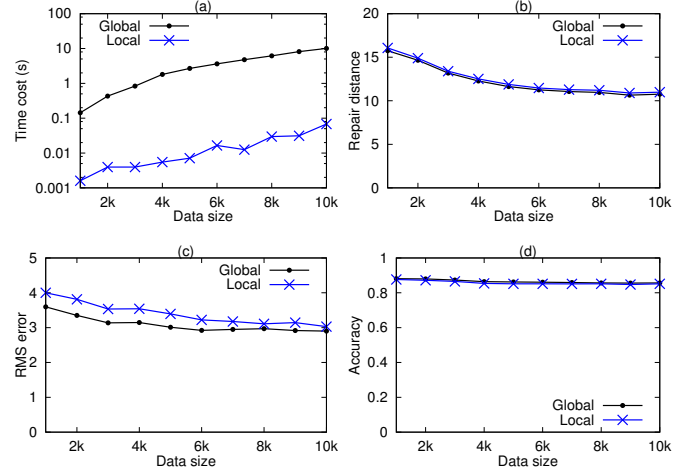 (a)
Time cost (s)
100
10
1
0.1
0.01
0.001
Global
Local
2k 4k 6k 8k 10k
Data size
(b)
Repair distance
20
15
10
5
0
Global
Local
2k 4k 6k 8k 10k
Data size
(c)
RMS error
5
4
3
2
1
0
Global
Local
2k 4k 6k 8k 10k
Data size
(d)
Accuracy
1
0.8
0.6
0.4
0.2
0
Global
Local
2k 4k 6k 8k 10k
Data size